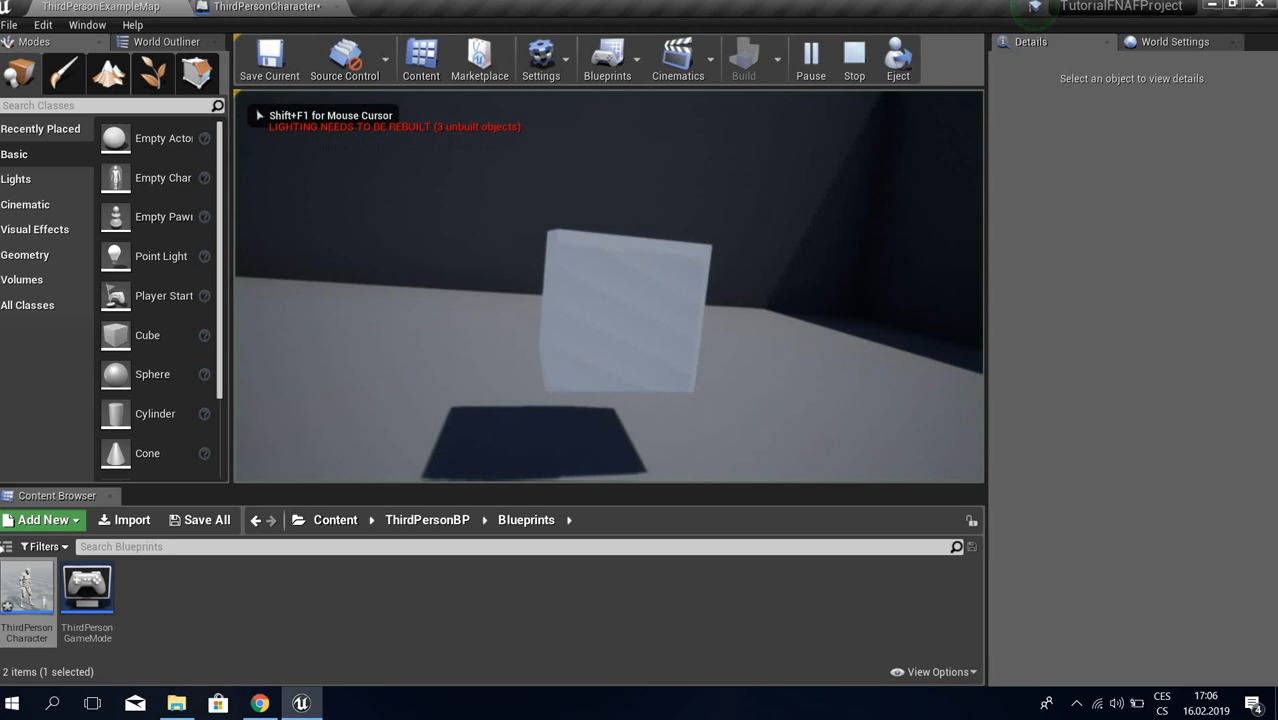 ThirdPersonExampleMap
ThirdPersonCharacter*
TutorialFNAFProject
File Edit Window Help
Modes
World Outliner
Save Current
Source Control
Content
Marketplace
Settings
Blueprints
Cinematics
Build
Pause
Stop
Eject
Details
World Settings
Select an object to view details.
Search Classes
Recently Placed
Basic
Lights
Cinematic
Visual Effects
Geometry
Volumes
All Classes
Empty Acto
Empty Char
Empty Pawn
Point Light
Player Start
Cube
Sphere
Cylinder
Cone
Shift+F1 for Mouse Cursor
LIGHTING NEEDS TO BE REBUILT (3 unbuilt objects)
Content Browser
Add New
Import
Save All
Content
ThirdPersonBP
Blueprints
Filters
Search Blueprints
ThirdPerson
Character
ThirdPerson
GameMode
2 items (1 selected)
View Options
CES
CS
17:06
16.02.2019
4